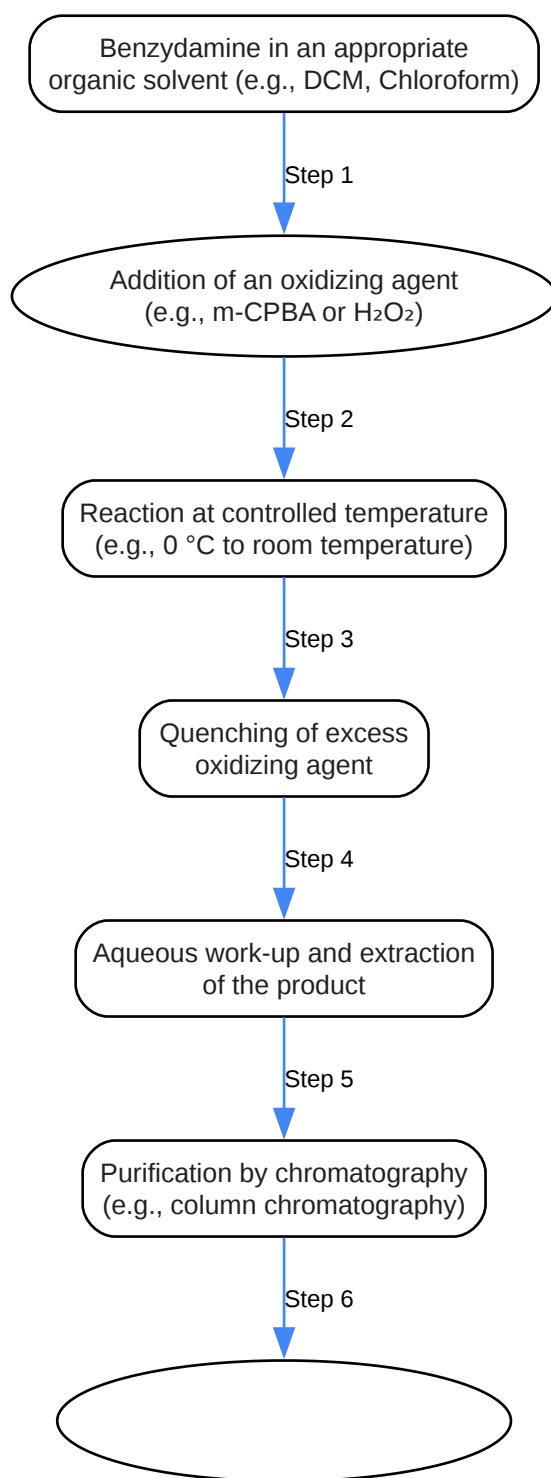 Benzydamine in an appropriate
organic solvent (e.g., DCM, Chloroform)
Step 1
Addition of an oxidizing agent
(e.g., m-CPBA or H₂O₂)
Step 2
Reaction at controlled temperature
(e.g., 0 °C to room temperature)
Step 3
Quenching of excess
oxidizing agent
Step 4
Aqueous work-up and extraction
of the product
Step 5
Purification by chromatography
(e.g., column chromatography)
Step 6